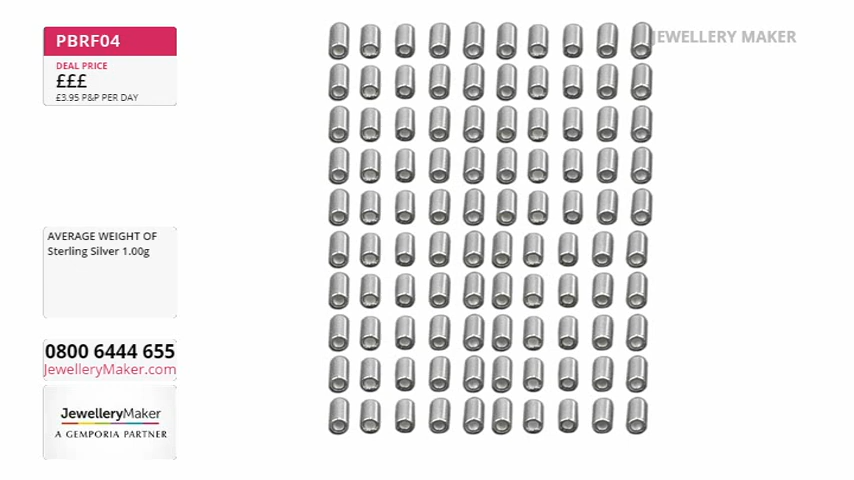 PBRF04
DEAL PRICE
£££
£3.95 P&P PER DAY
JEWELLERY MAKER
AVERAGE WEIGHT OF
Sterling Silver 1.00g
0800 6444 655
JewelleryMaker.com
JewelleryMaker
A GEMPORIA PARTNER